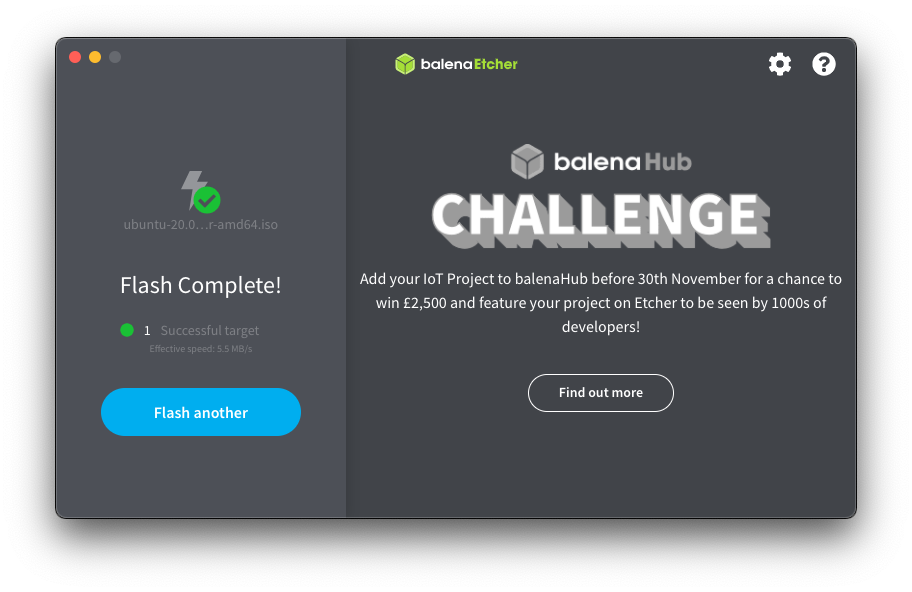 balenaEtcher
ubuntu-20.0...r-amd64.iso
Flash Complete!
1 Successful target
Effective speed: 5.5 MB/s
Flash another
balenaHub
CHALLENGE
Add your IoT Project to balenaHub before 30th November for a chance to
win £2,500 and feature your project on Etcher to be seen by 1000s of
developers!
Find out more